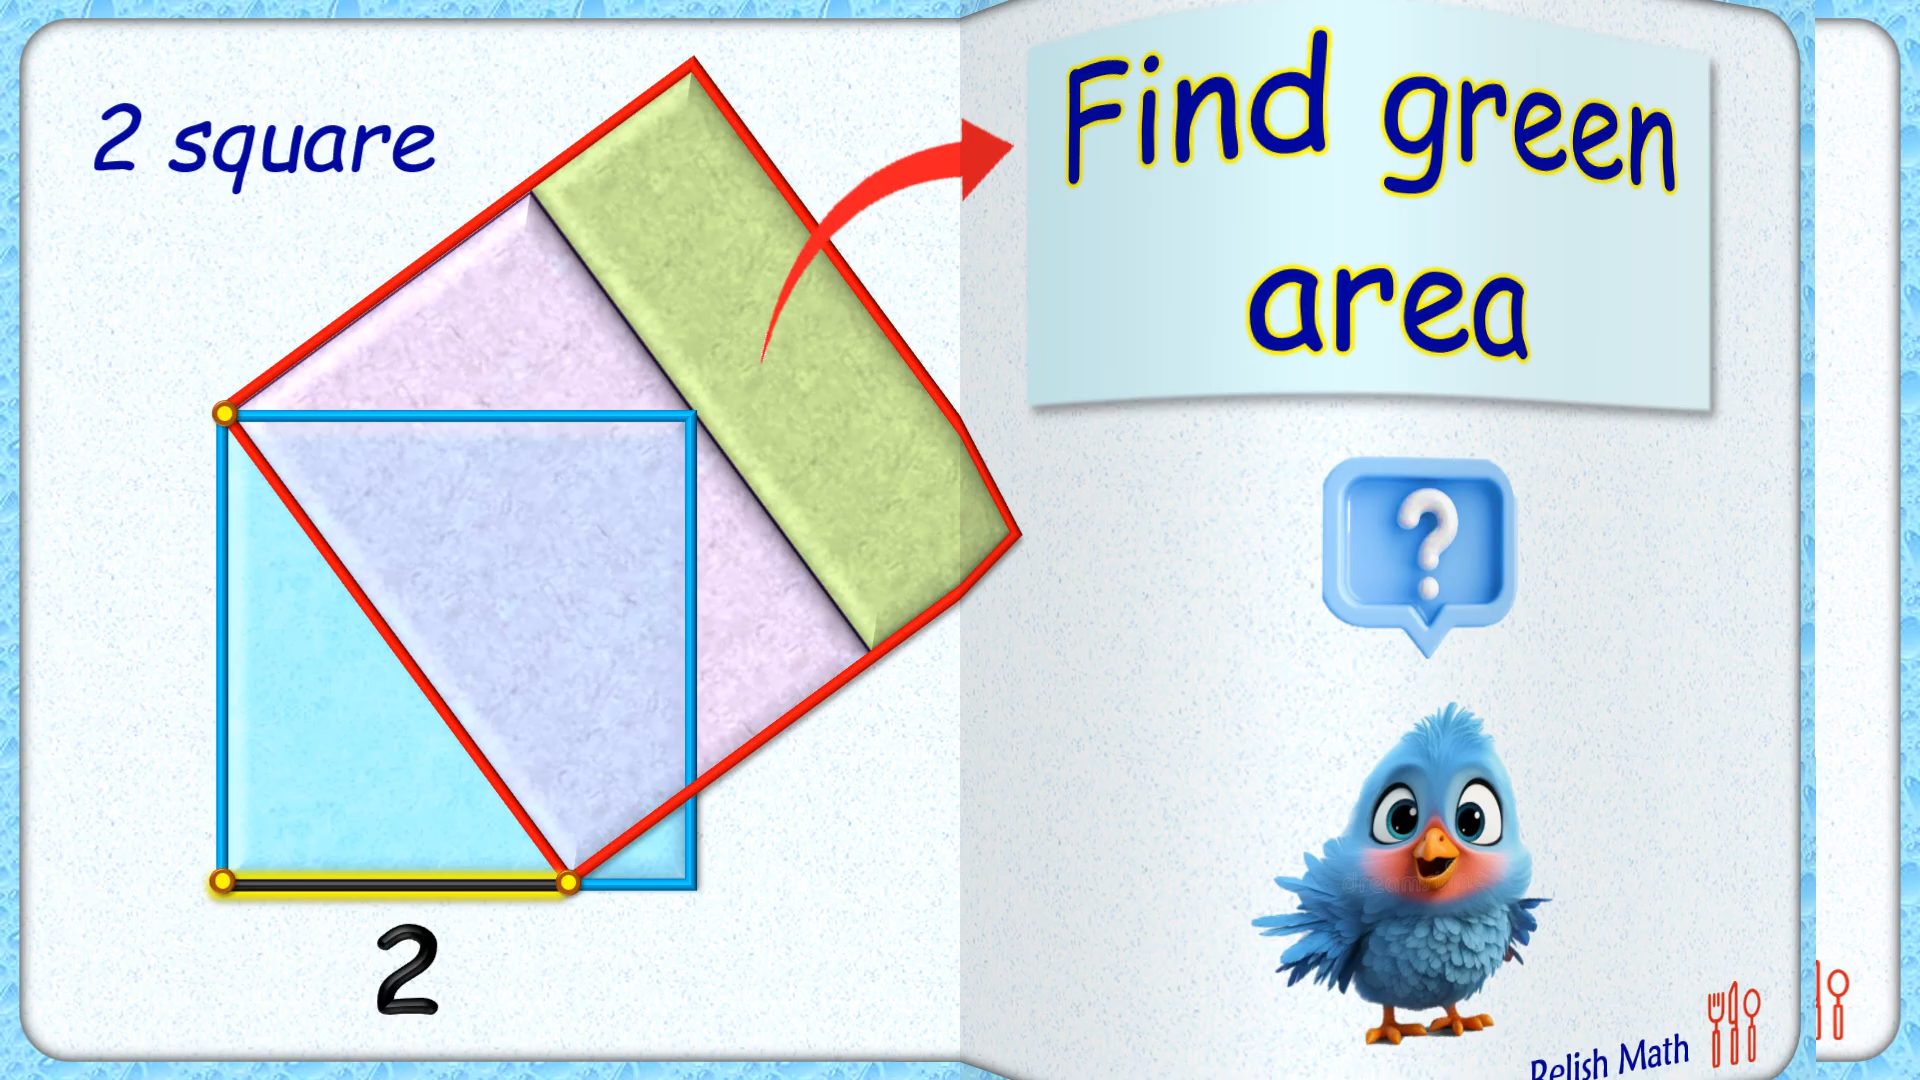 2 square
Find green
area
?
2
Relish Math